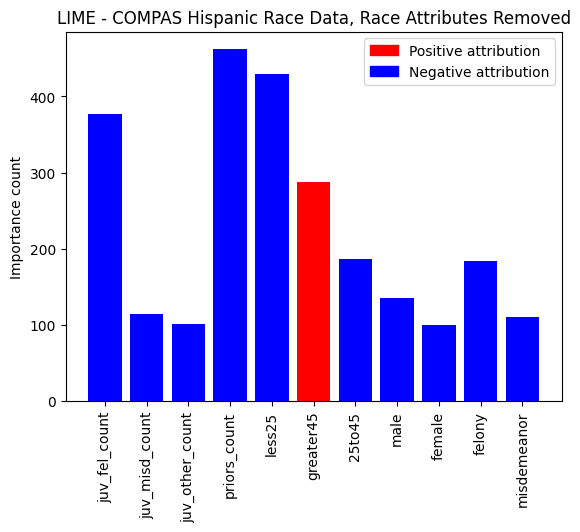 LIME - COMPAS Hispanic Race Data, Race Attributes Removed
Positive attribution
Negative attribution
Importance count
400
300
200
100
0
juv_fel_count
juv_misd_count
juv_other_count
priors_count
less25
greater45
25to45
male
female
felony
misdemeanor